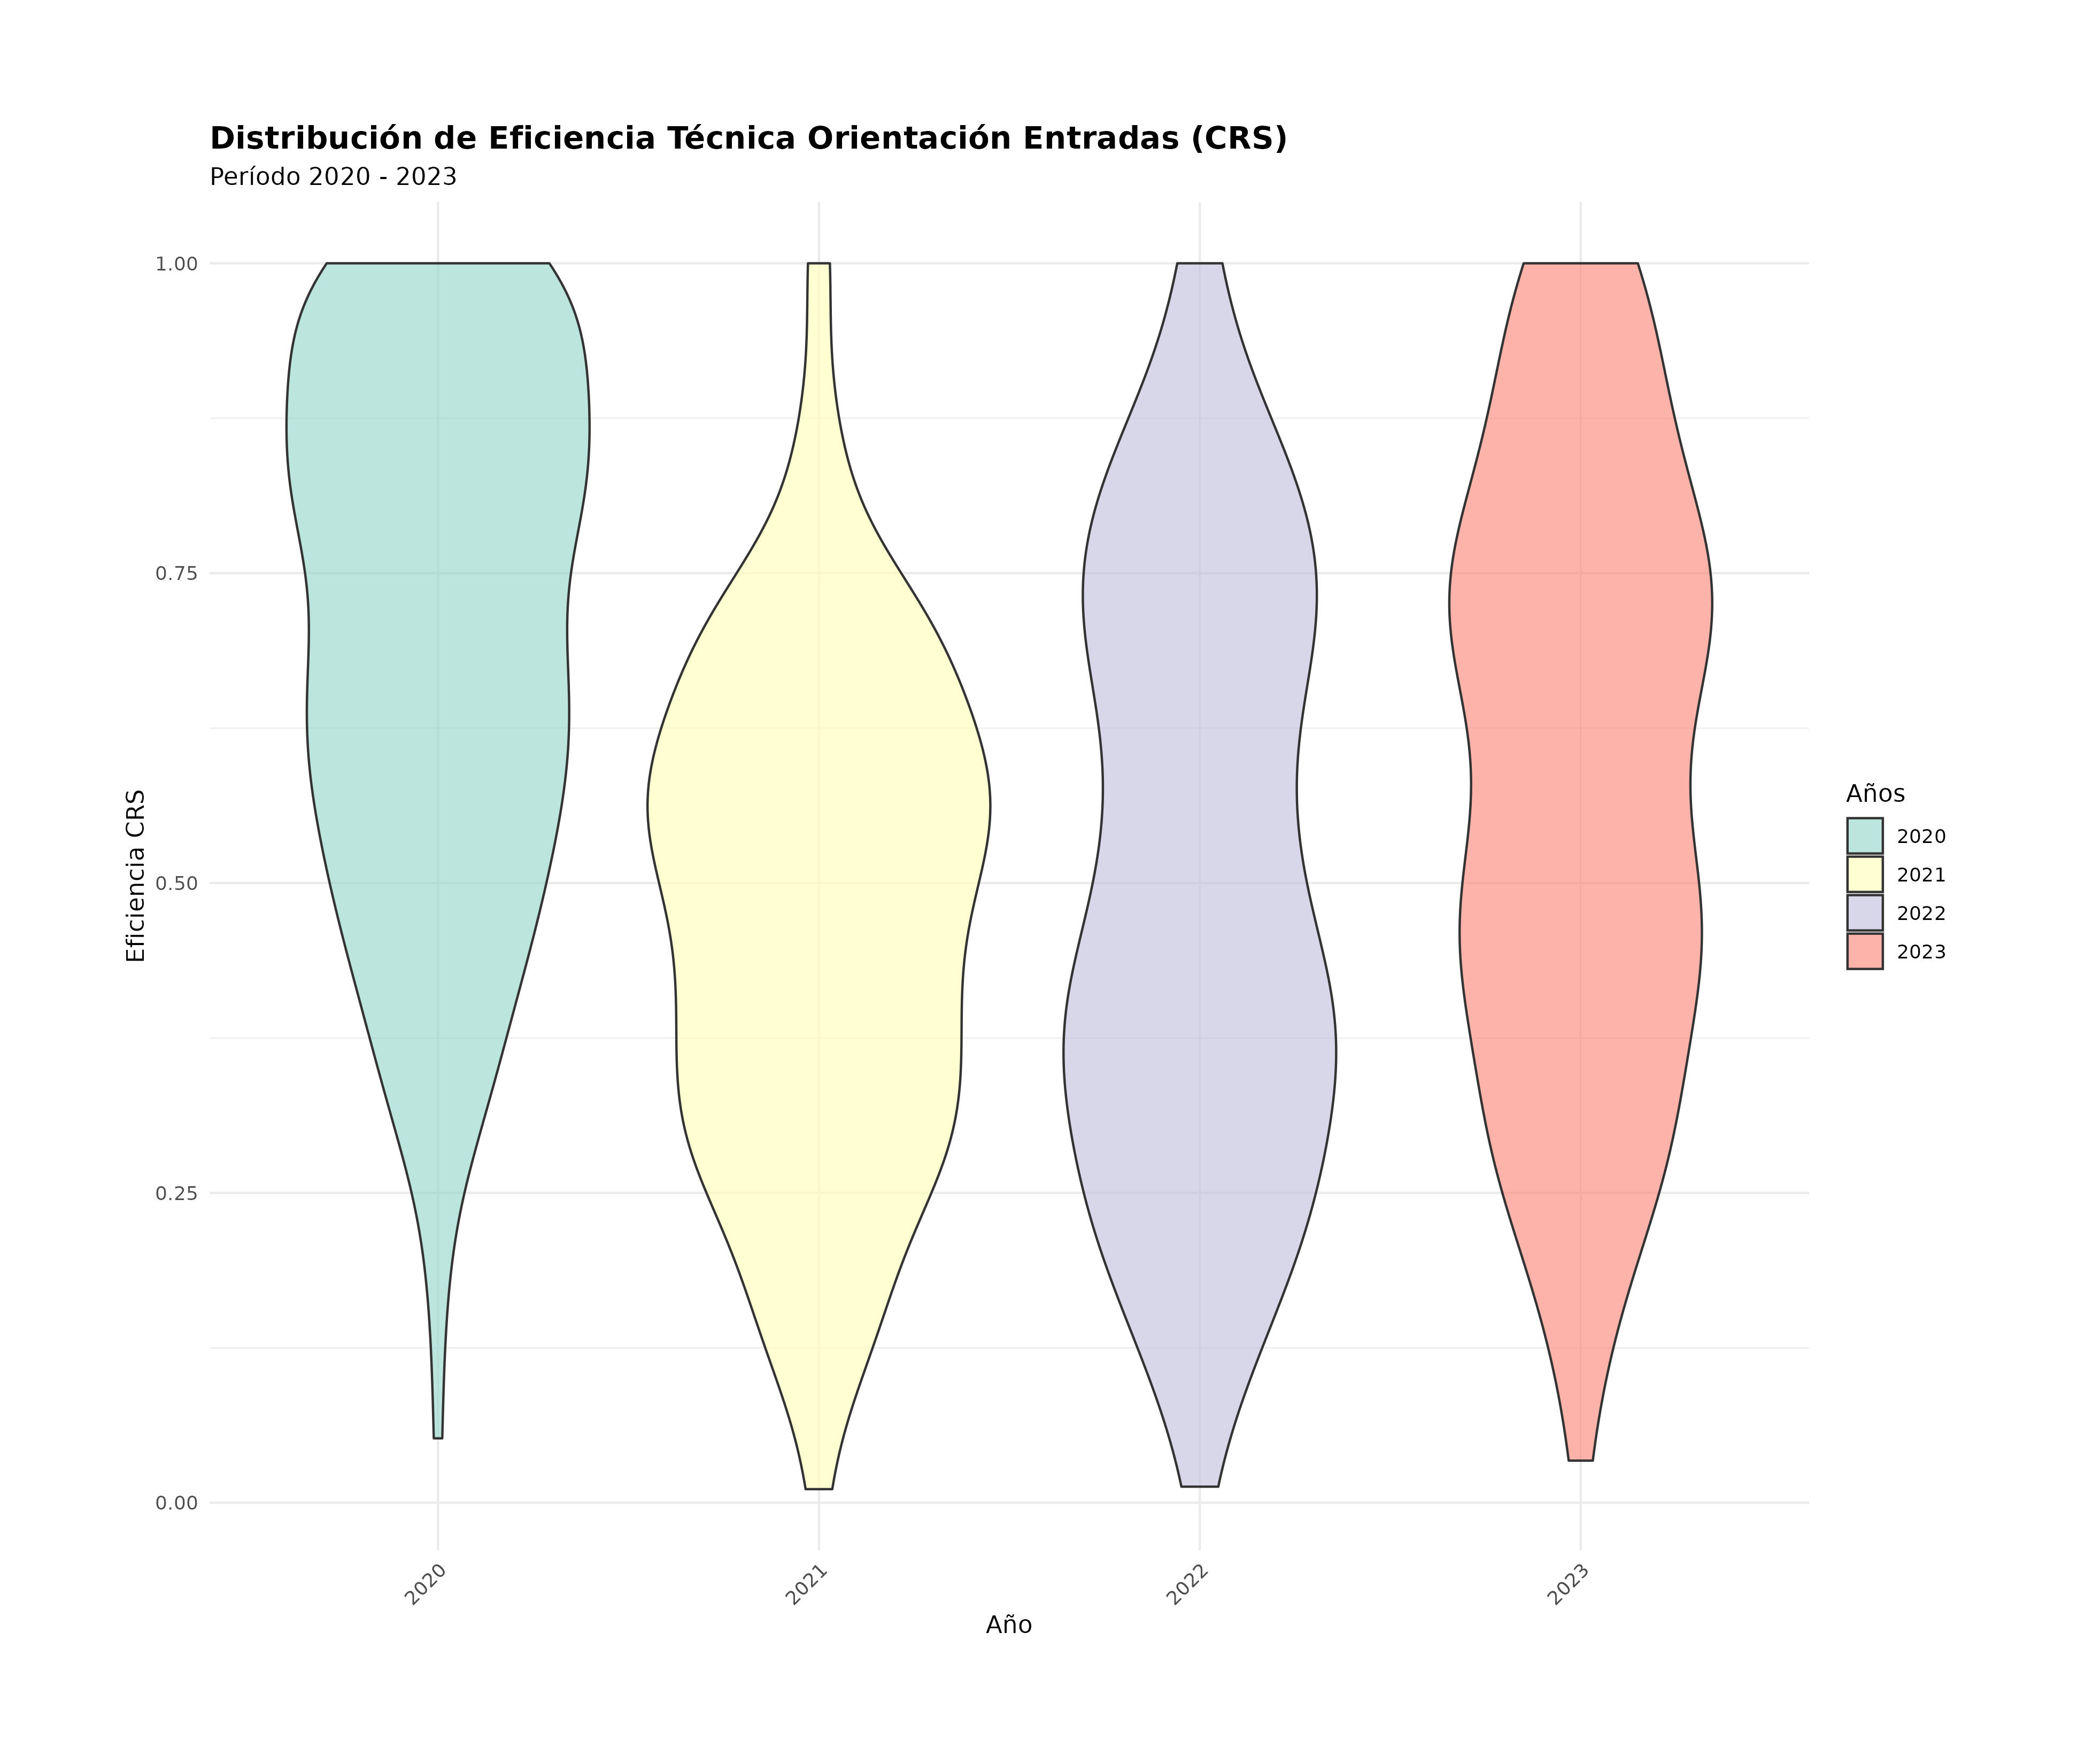 Distribución de Eficiencia Técnica Orientación Entradas (CRS)
Período 2020 - 2023
1.00
0.75
0.50
0.25
0.00
Eficiencia CRS
2020
2021
2022
2023
Año
Años
2020
2021
2022
2023